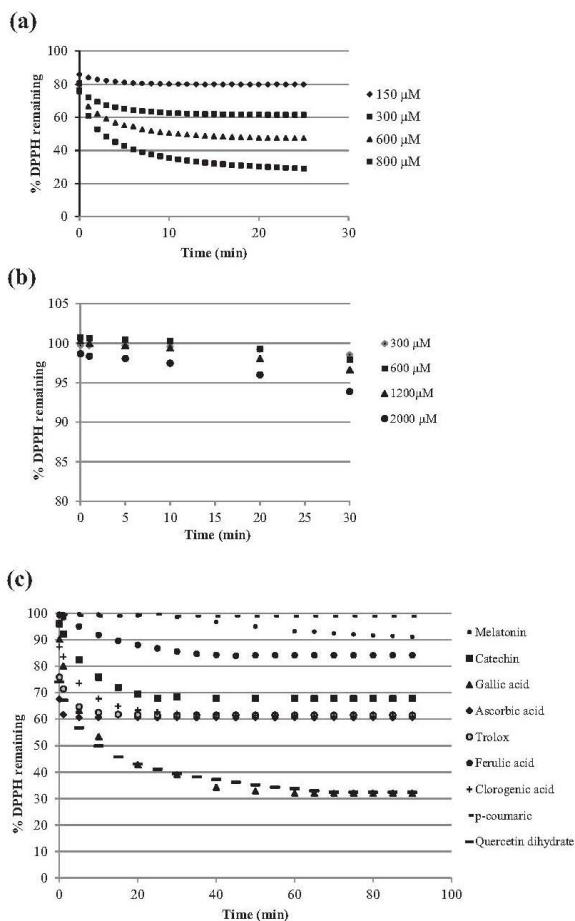 (a)
% DPPH remaining
100
80
60
40
20
0
0 10 20 30
Time (min)
150 µM
300 µM
600 µM
800 µM
(b)
% DPPH remaining
105
100
95
90
85
80
0 5 10 15 20 25 30
Time (min)
300 µM
600 µM
1200µM
2000 µM
(c)
% DPPH remaining
100
90
80
70
60
50
40
30
20
10
0
0 20 40 60 80 100
Time (min)
Melatonin
Catechin
Gallic acid
Ascorbic acid
Trolox
Ferulic acid
Clorogenic acid
p-coumaric
Quercetin dihydrate